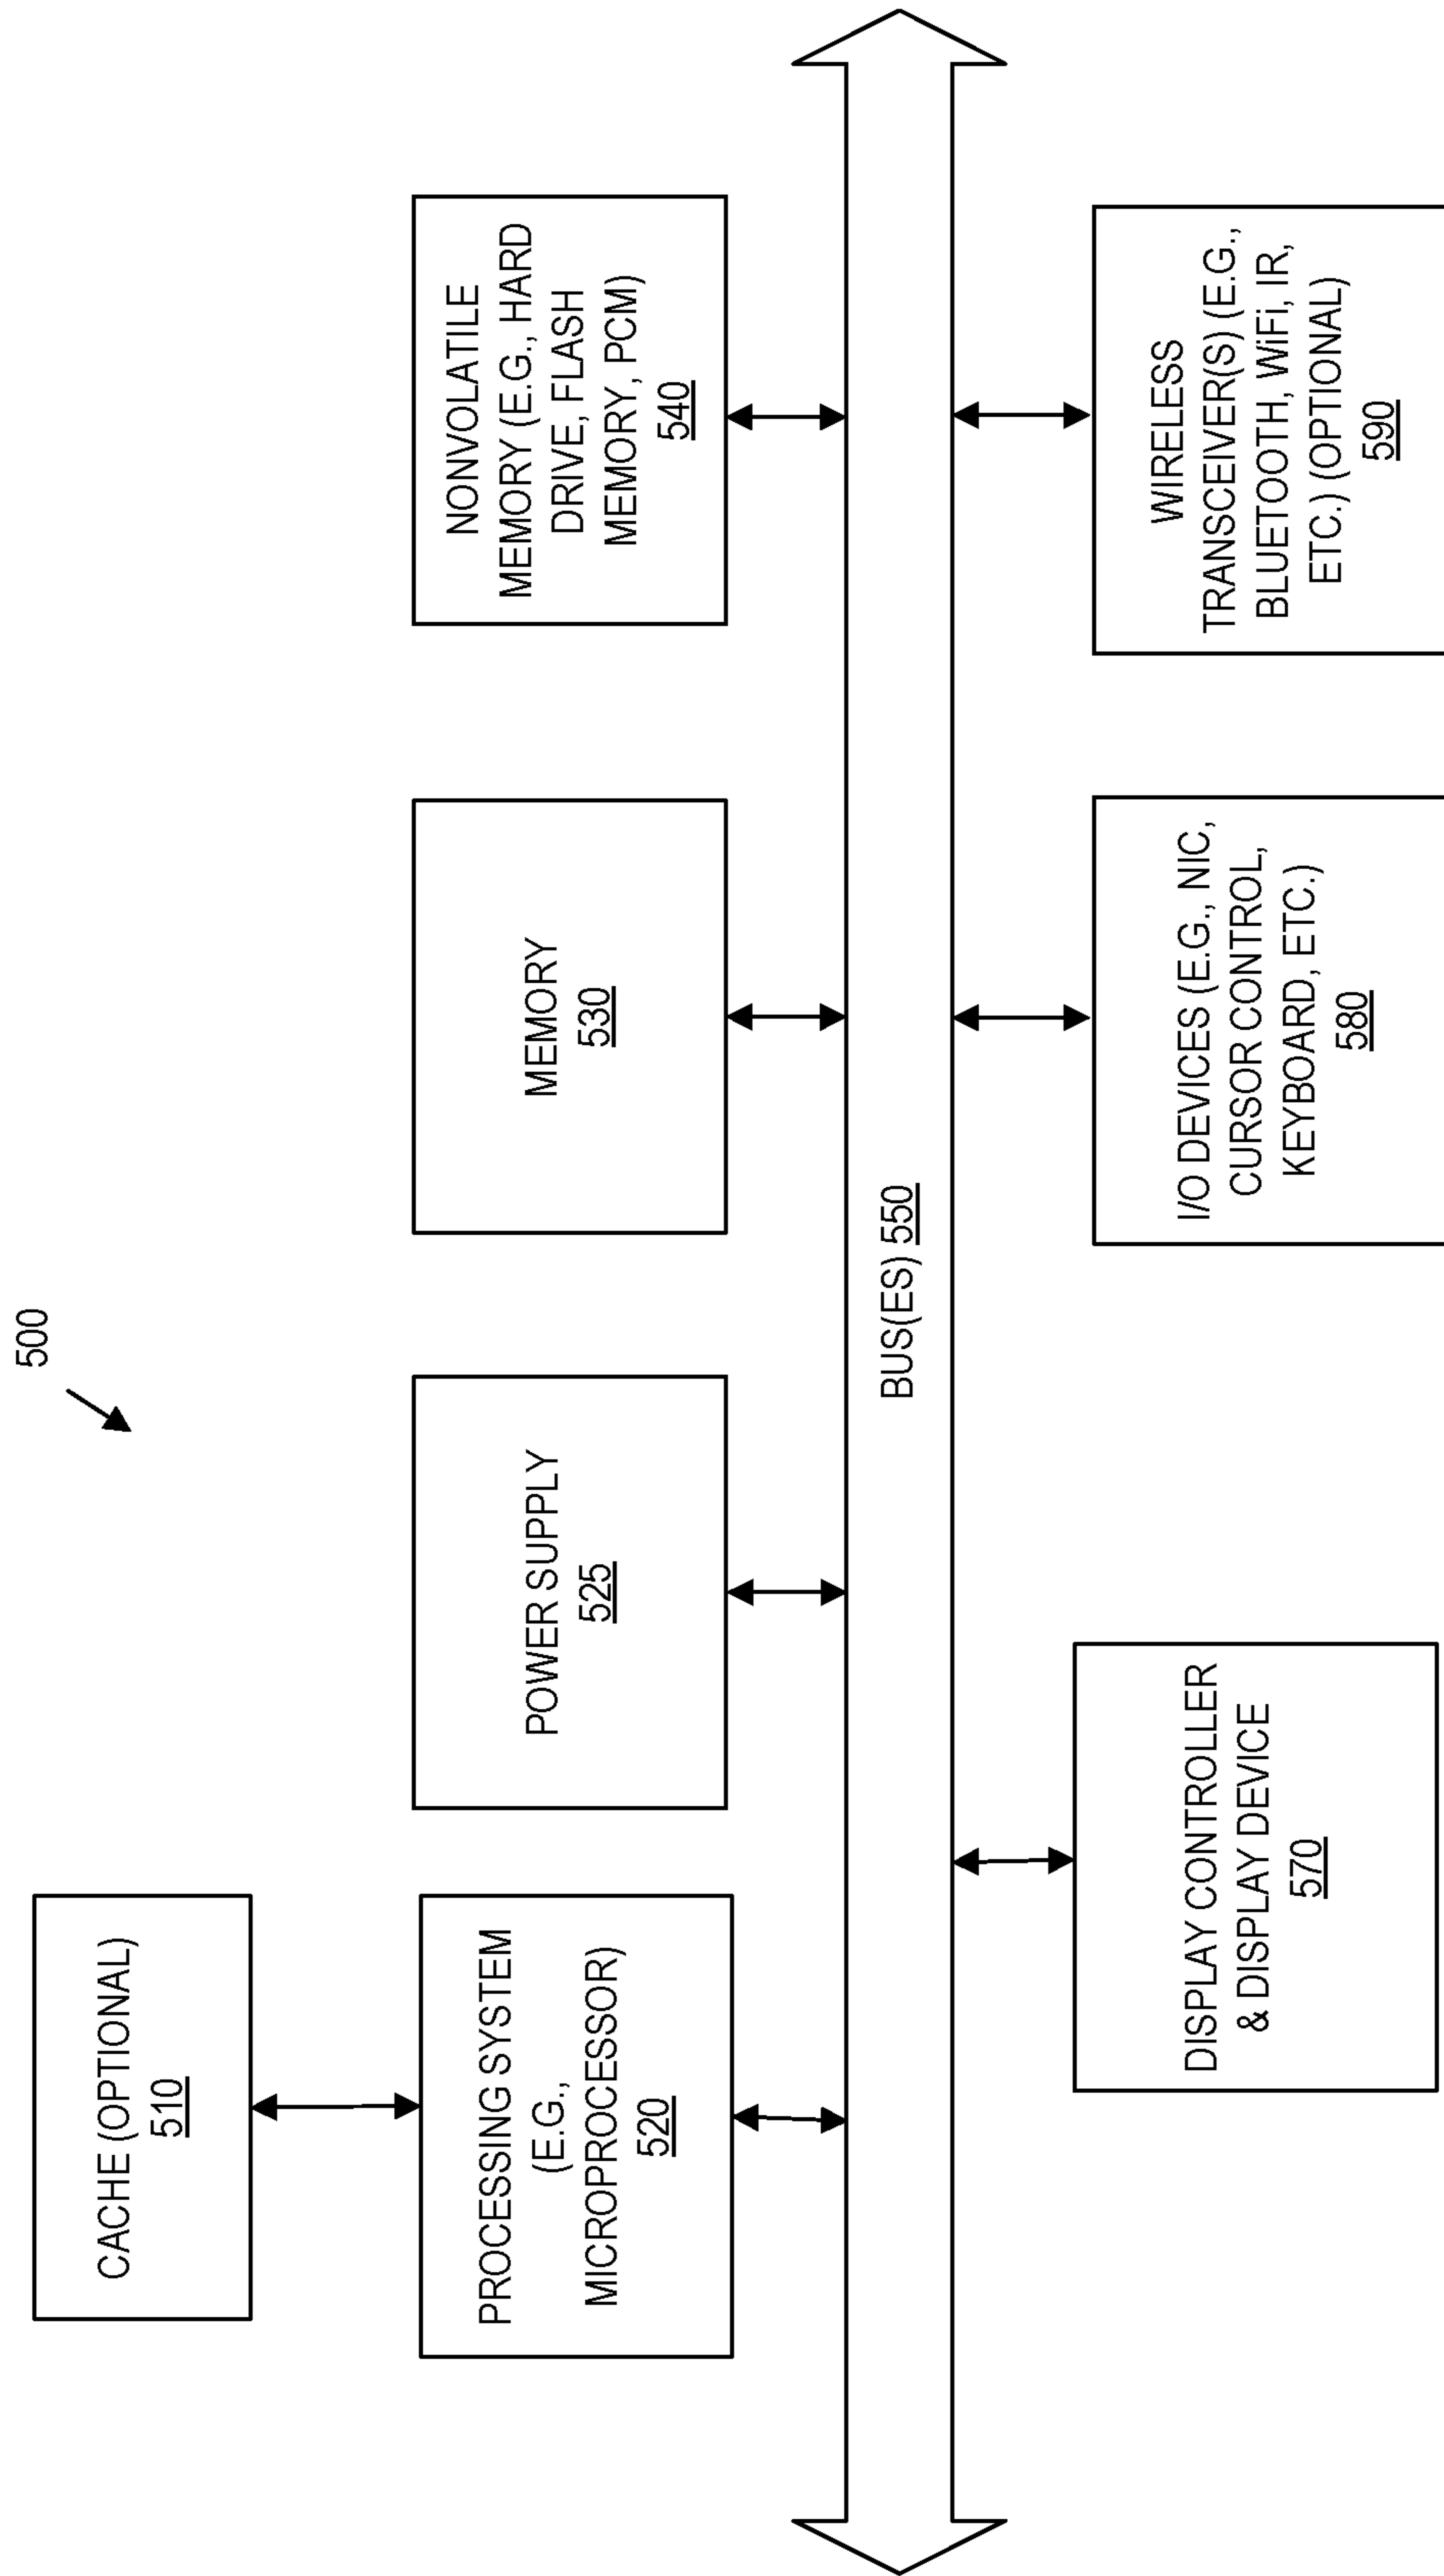 500
CACHE (OPTIONAL)
510
PROCESSING SYSTEM
(E.G.,
MICROPROCESSOR)
520
POWER SUPPLY
525
MEMORY
530
NONVOLATILE
MEMORY (E.G., HARD
DRIVE, FLASH
MEMORY, PCM)
540
BUS(ES) 550
DISPLAY CONTROLLER
& DISPLAY DEVICE
570
I/O DEVICES (E.G., NIC,
CURSOR CONTROL,
KEYBOARD, ETC.)
580
WIRELESS
TRANSCEIVER(S) (E.G.,
BLUETOOTH, WiFi, IR,
ETC.) (OPTIONAL)
590